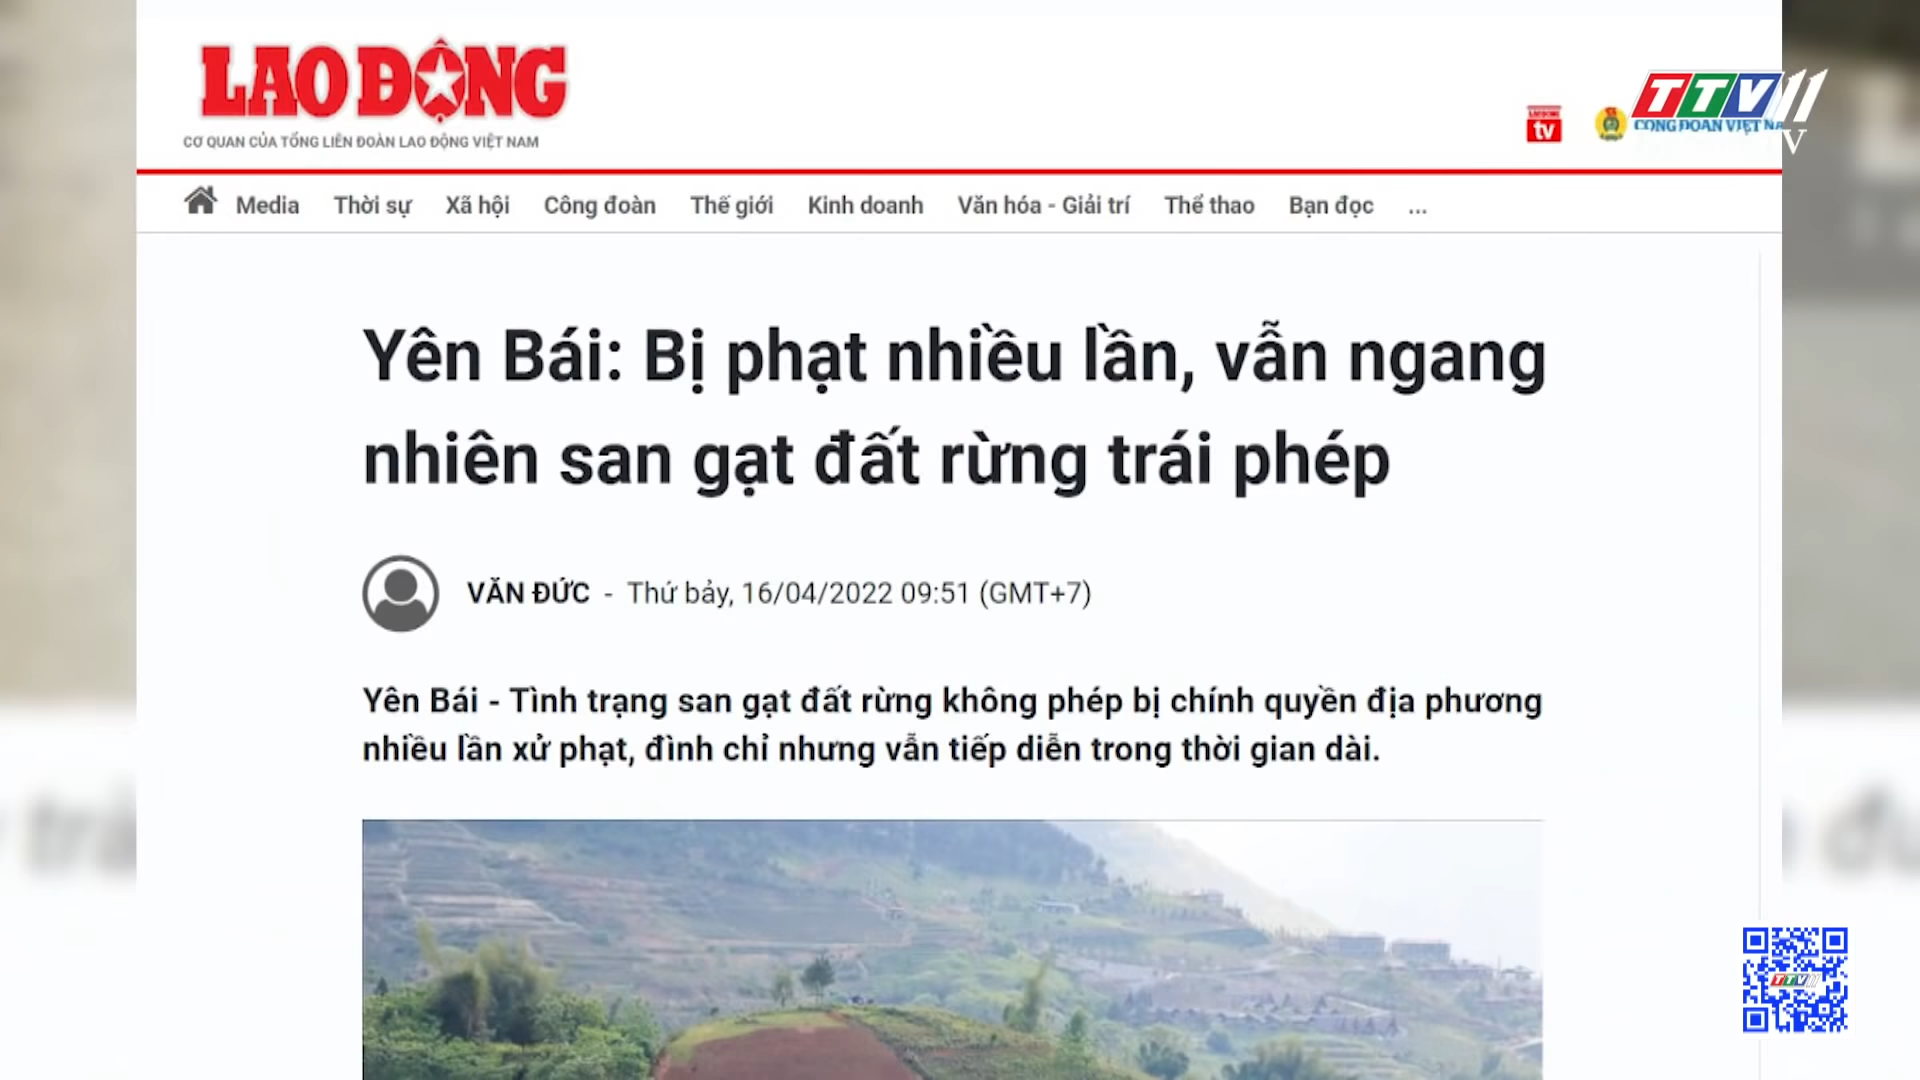 LAO ĐỘNG
CƠ QUAN CỦA TỔNG LIÊN ĐOÀN LAO ĐỘNG VIỆT NAM
tv
CÔNG ĐOÀN VIỆT NA
TTV11
V
Media Thời sự Xã hội Công đoàn Thế giới Kinh doanh Văn hóa - Giải trí Thể thao Bạn đọc ...
Yên Bái: Bị phạt nhiều lần, vẫn ngang
nhiên san gạt đất rừng trái phép
VĂN ĐỨC - Thứ bảy, 16/04/2022 09:51 (GMT+7)
Yên Bái - Tình trạng san gạt đất rừng không phép bị chính quyền địa phương
nhiều lần xử phạt, đình chỉ nhưng vẫn tiếp diễn trong thời gian dài.
TTV11